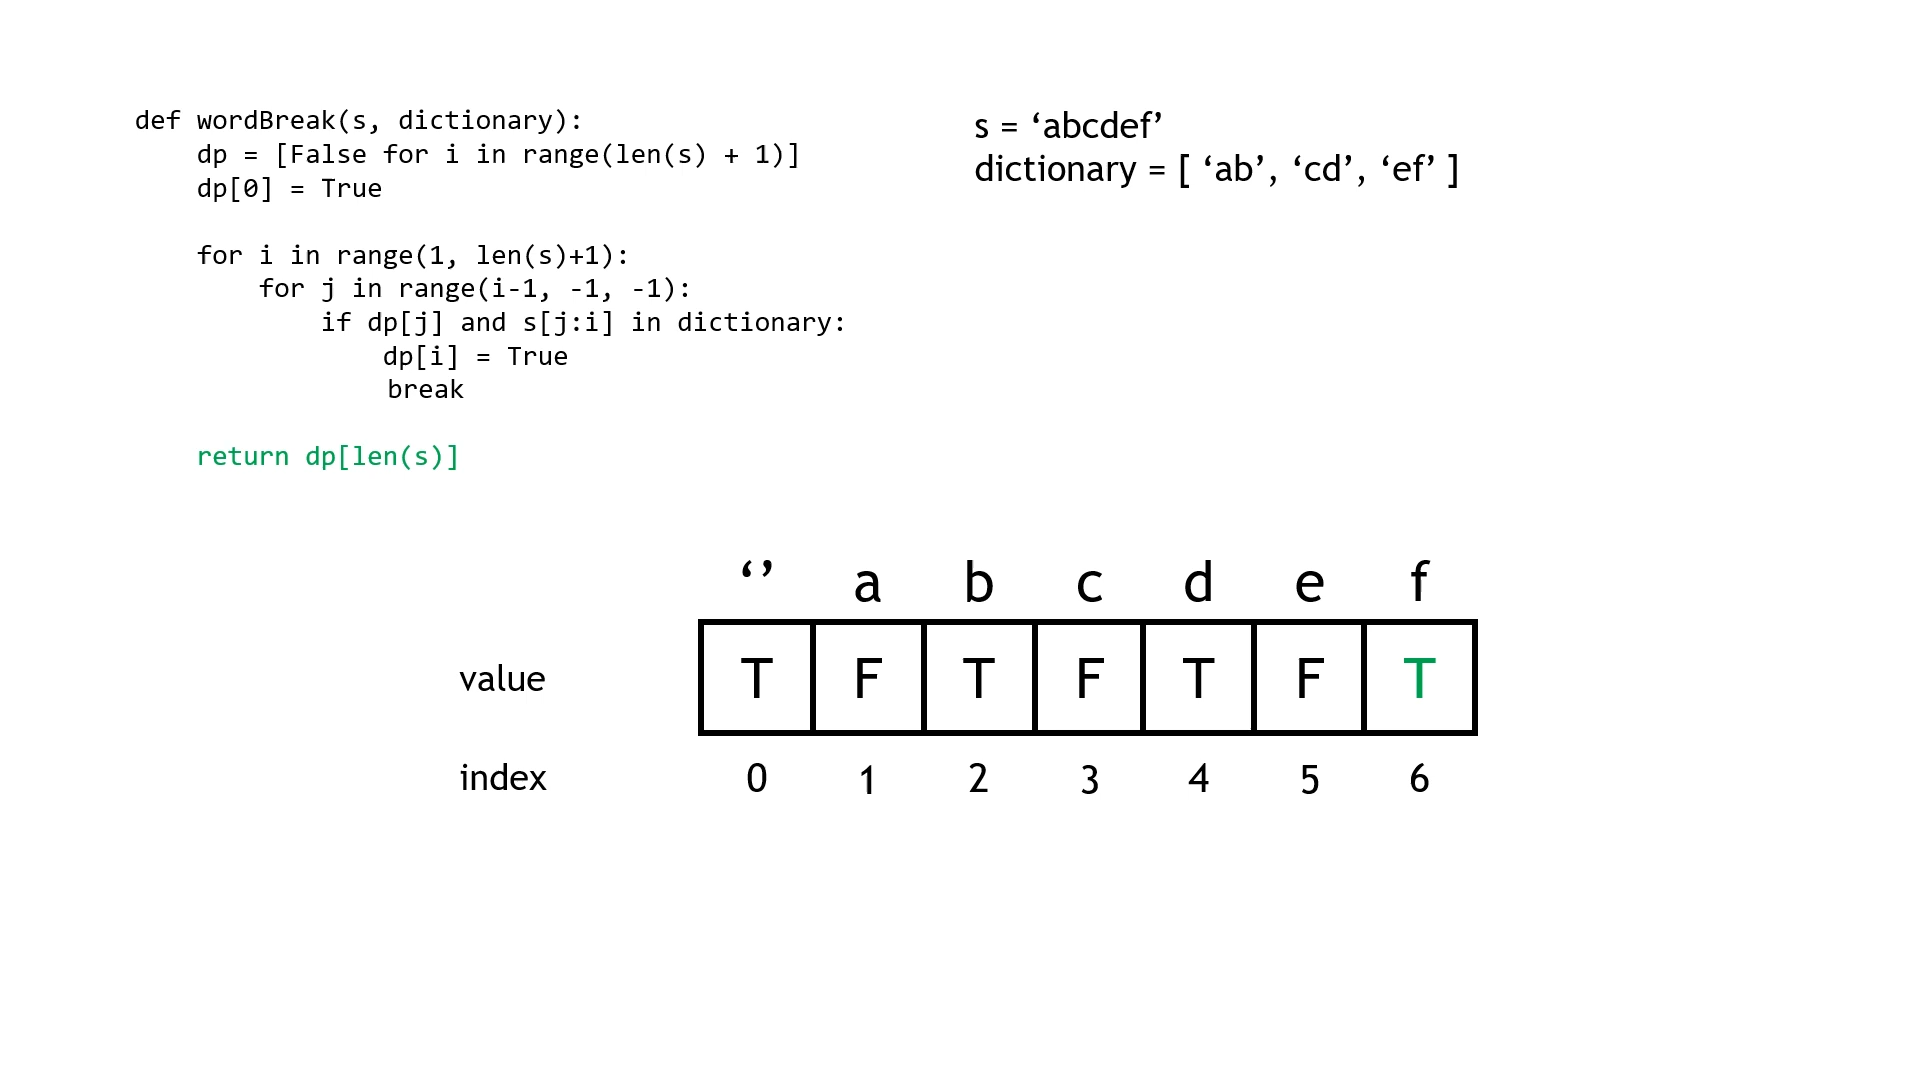 def wordBreak(s, dictionary):
    dp = [False for i in range(len(s) + 1)]
    dp[0] = True
    for i in range(1, len(s)+1):
        for j in range(i-1, -1, -1):
            if dp[j] and s[j:i] in dictionary:
                dp[i] = True
                break
    return dp[len(s)]
s = ‘abcdef’
dictionary = [ ‘ab’, ‘cd’, ‘ef’ ]
‘’ a b c d e f
value T F T F T F T
index 0 1 2 3 4 5 6